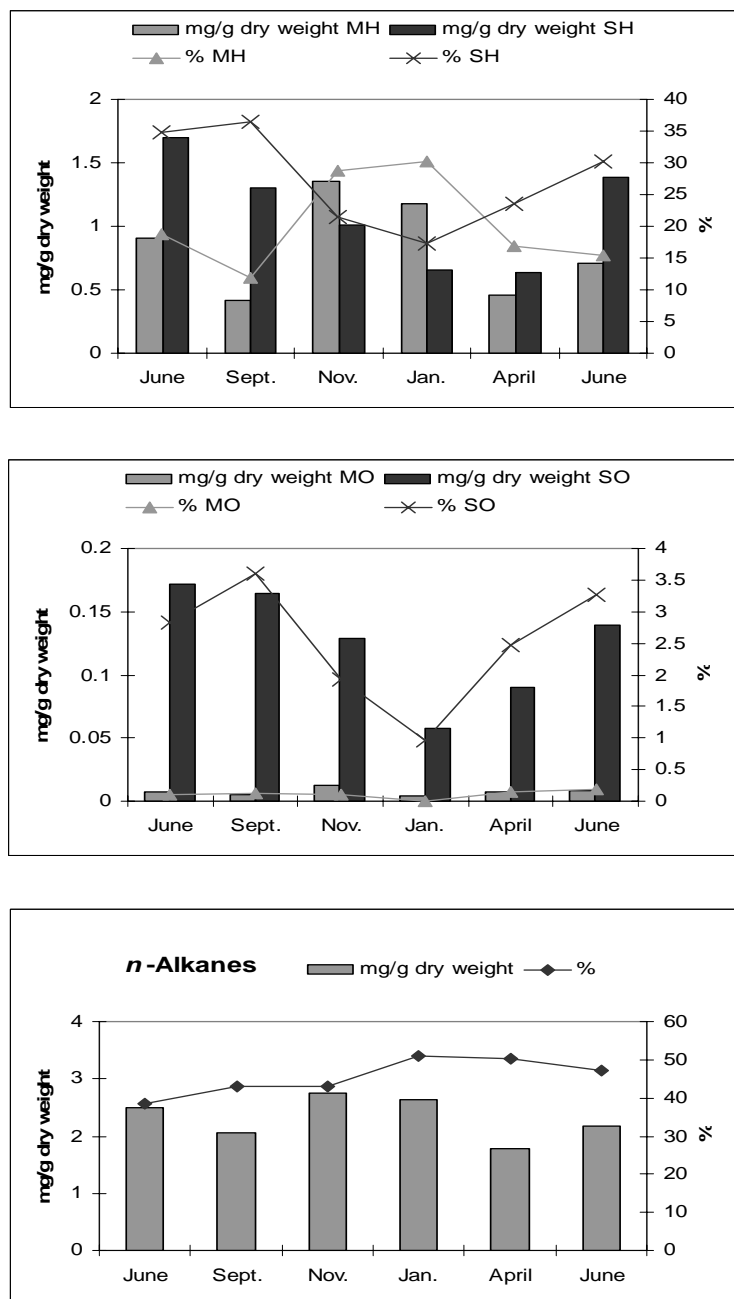 mg/g dry weight MH mg/g dry weight SH
% MH % SH
2 40
35
1.5 30
25
1 20
15
0.5 10
5
0 0
mg/g dry weight
%
June Sept. Nov. Jan. April June
mg/g dry weight MO mg/g dry weight SO
% MO % SO
0.2 4
3.5
0.15 3
2.5
0.1 2
1.5
0.05 1
0.5
0 0
mg/g dry weight
%
June Sept. Nov. Jan. April June
n-Alkanes mg/g dry weight %
4 60
50
3 40
2 30
20
1 10
0 0
mg/g dry weight
%
June Sept. Nov. Jan. April June